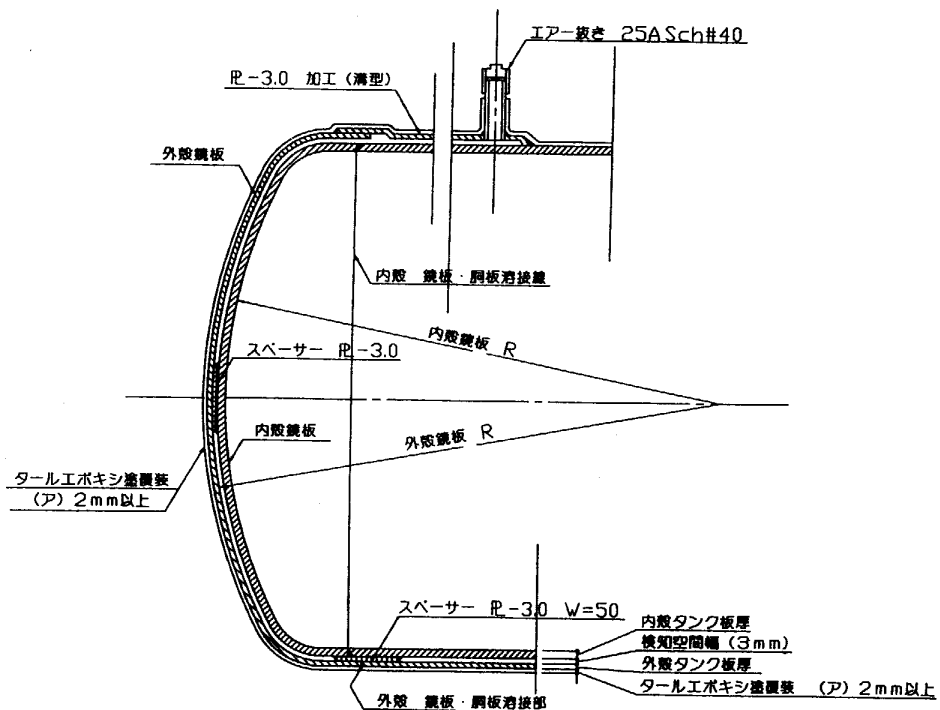 エアー抜き 25A Sch#40
PL-3.0 加工（溝型）
外殻鏡板
内殻 鏡板・胴板溶接線
内殻鏡板 R
スペーサー PL-3.0
内殻鏡板
外殻鏡板 R
タールエポキシ塗覆装
（ア）2mm以上
スペーサー PL-3.0 W=50
内殻タンク板厚
検知空間幅（3mm）
外殻タンク板厚
タールエポキシ塗覆装 （ア）2mm以上
外殻 鏡板・胴板溶接部